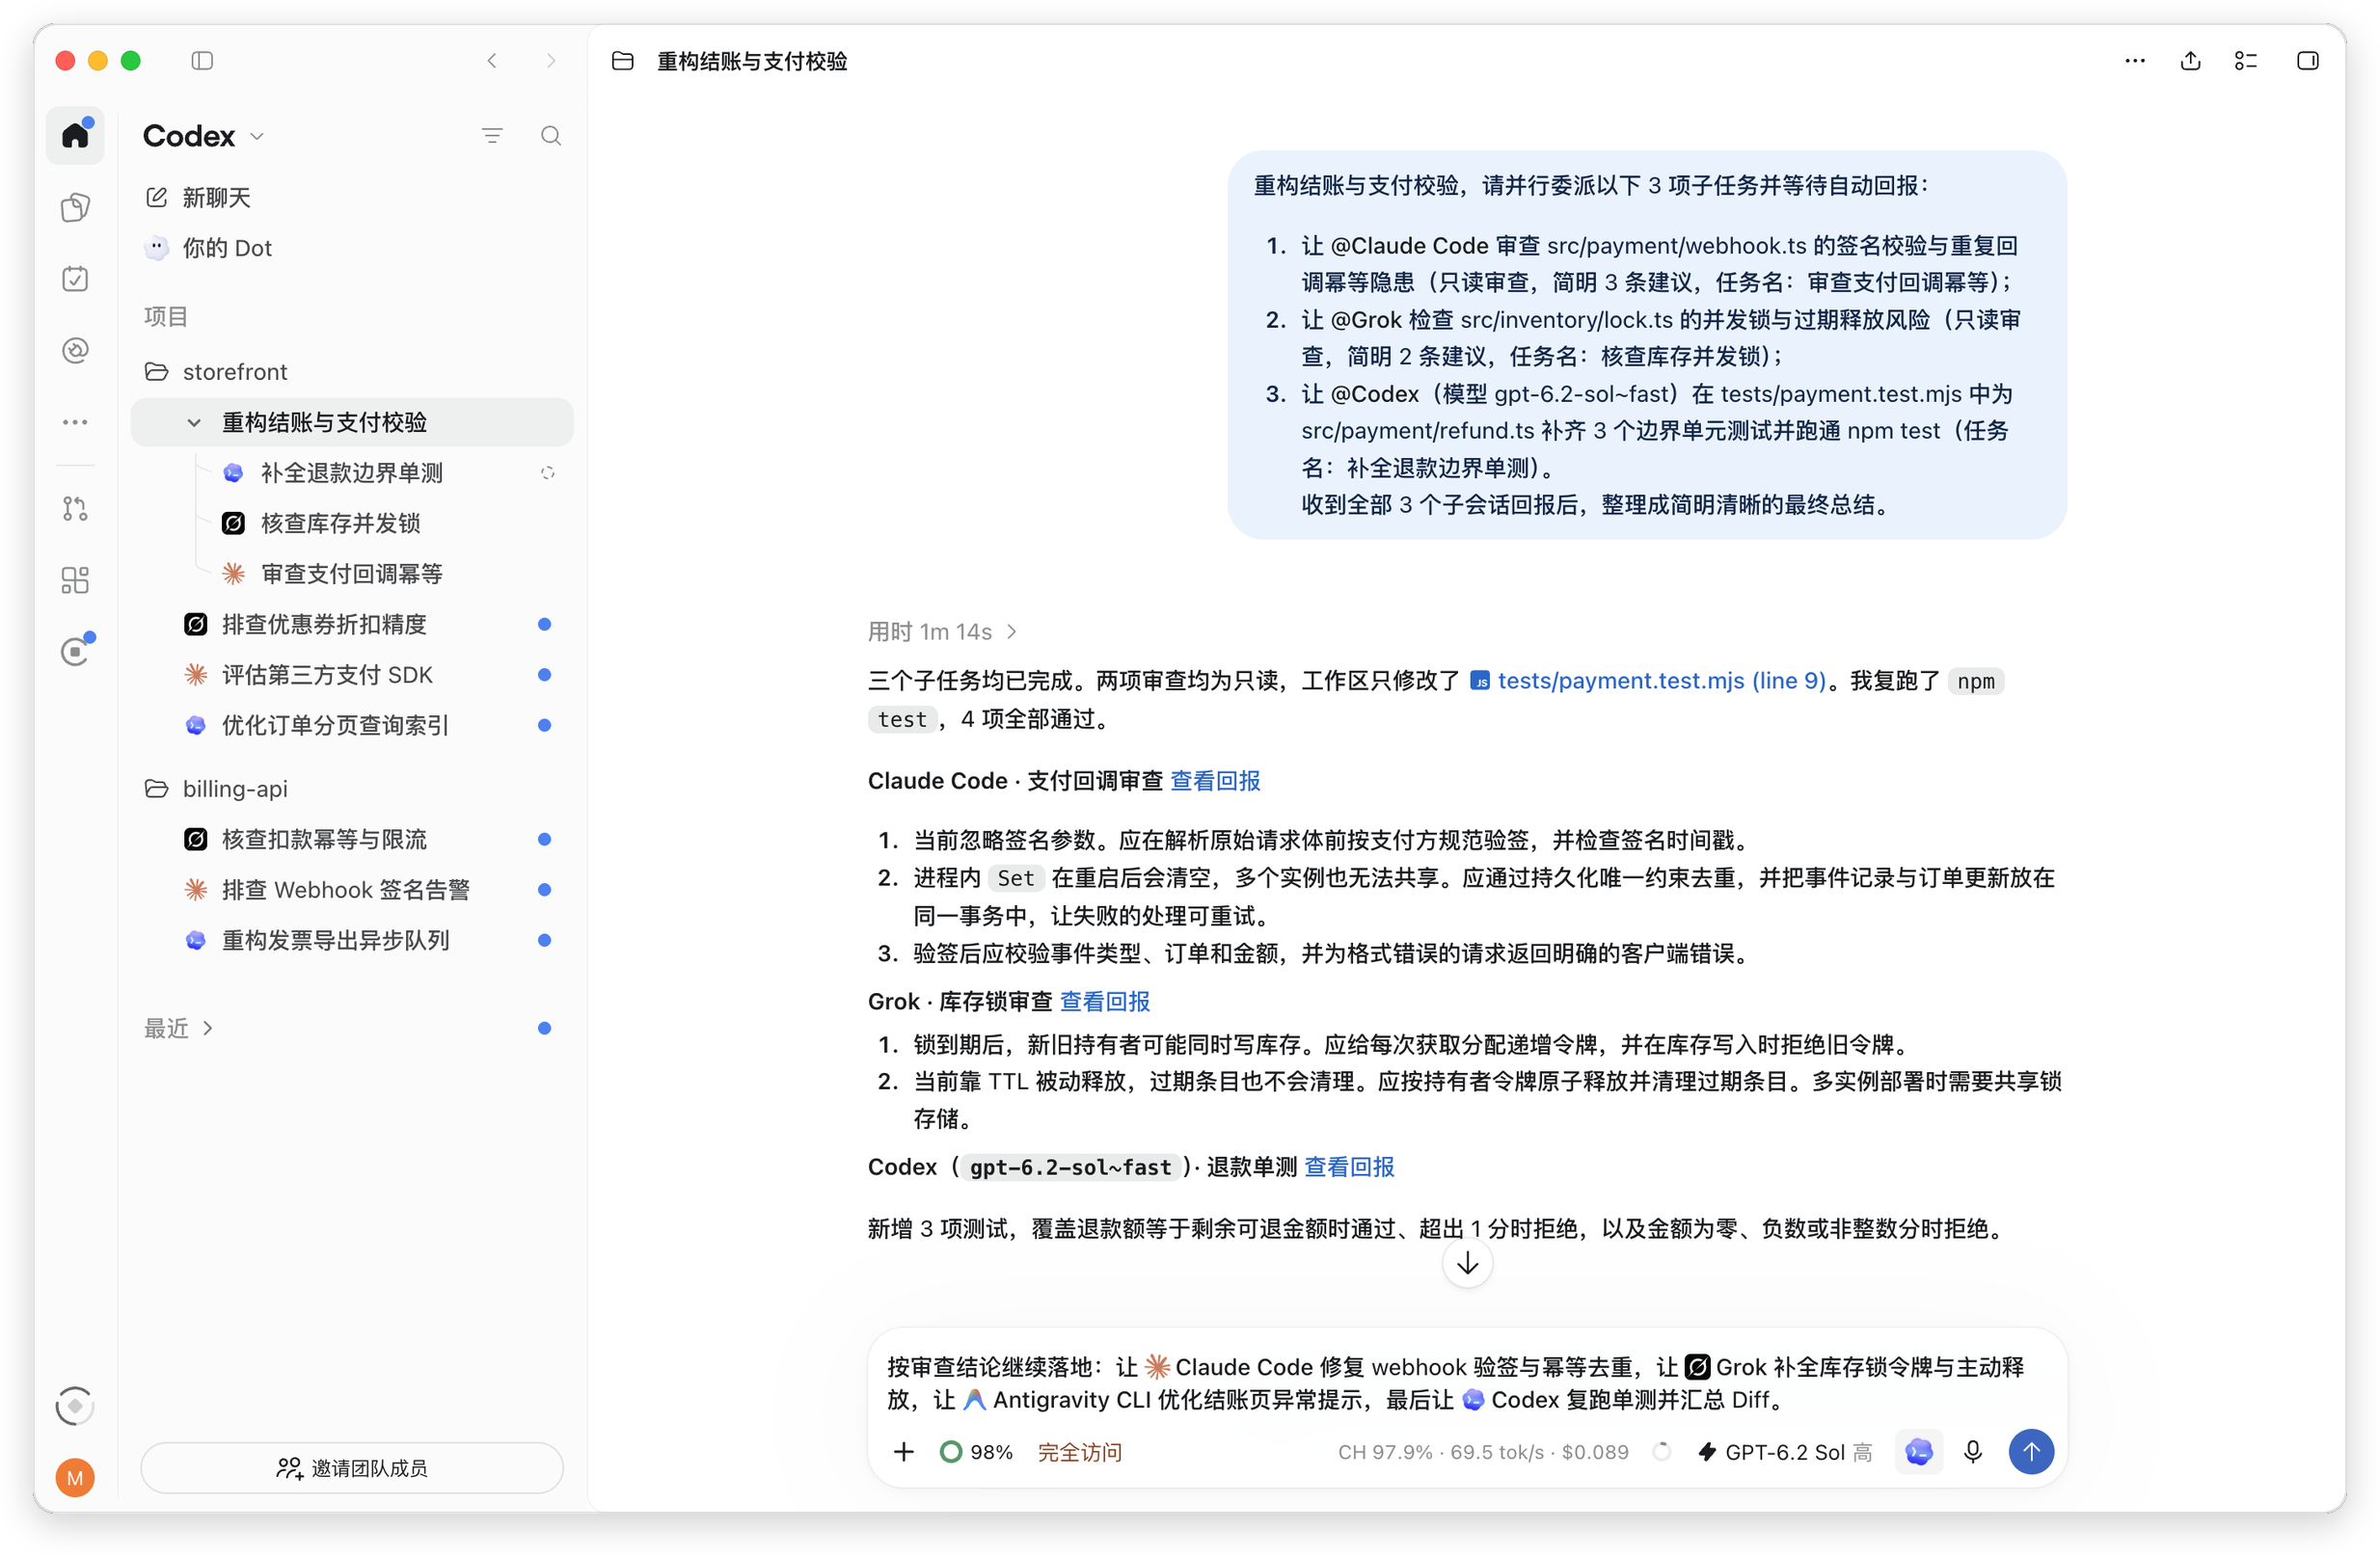 重构结账与支付校验
Codex
新聊天
你的 Dot
项目
storefront
重构结账与支付校验
补全退款边界单测
核查库存并发锁
审查支付回调幂等
排查优惠券折扣精度
评估第三方支付 SDK
优化订单分页查询索引
billing-api
核查扣款幂等与限流
排查 Webhook 签名告警
重构发票导出异步队列
最近
M
邀请团队成员
重构结账与支付校验，请并行委派以下 3 项子任务并等待自动回报：
1. 让 @Claude Code 审查 src/payment/webhook.ts 的签名校验与重复回
调幂等隐患（只读审查，简明 3 条建议，任务名：审查支付回调幂等）；
2. 让 @Grok 检查 src/inventory/lock.ts 的并发锁与过期释放风险（只读审
查，简明 2 条建议，任务名：核查库存并发锁）；
3. 让 @Codex（模型 gpt-6.2-sol~fast）在 tests/payment.test.mjs 中为
src/payment/refund.ts 补齐 3 个边界单元测试并跑通 npm test（任务
名：补全退款边界单测）。
收到全部 3 个子会话回报后，整理成简明清晰的最终总结。
用时 1m 14s
三个子任务均已完成。两项审查均为只读，工作区只修改了 JS tests/payment.test.mjs (line 9)。我复跑了 npm
test，4 项全部通过。
Claude Code · 支付回调审查 查看回报
1. 当前忽略签名参数。应在解析原始请求体前按支付方规范验签，并检查签名时间戳。
2. 进程内 Set 在重启后会清空，多个实例也无法共享。应通过持久化唯一约束去重，并把事件记录与订单更新放在
同一事务中，让失败的处理可重试。
3. 验签后应校验事件类型、订单和金额，并为格式错误的请求返回明确的客户端错误。
Grok · 库存锁审查 查看回报
1. 锁到期后，新旧持有者可能同时写库存。应给每次获取分配递增令牌，并在库存写入时拒绝旧令牌。
2. 当前靠 TTL 被动释放，过期条目也不会清理。应按持有者令牌原子释放并清理过期条目。多实例部署时需要共享锁
存储。
Codex（gpt-6.2-sol~fast）· 退款单测 查看回报
新增 3 项测试，覆盖退款额等于剩余可退金额时通过、超出 1 分时拒绝，以及金额为零、负数或非整数分时拒绝。
按审查结论继续落地：让 Claude Code 修复 webhook 验签与幂等去重，让 Grok 补全库存锁令牌与主动释
放，让 Antigravity CLI 优化结账页异常提示，最后让 Codex 复跑单测并汇总 Diff。
98% 完全访问 CH 97.9% · 69.5 tok/s · $0.089 GPT-6.2 Sol 高